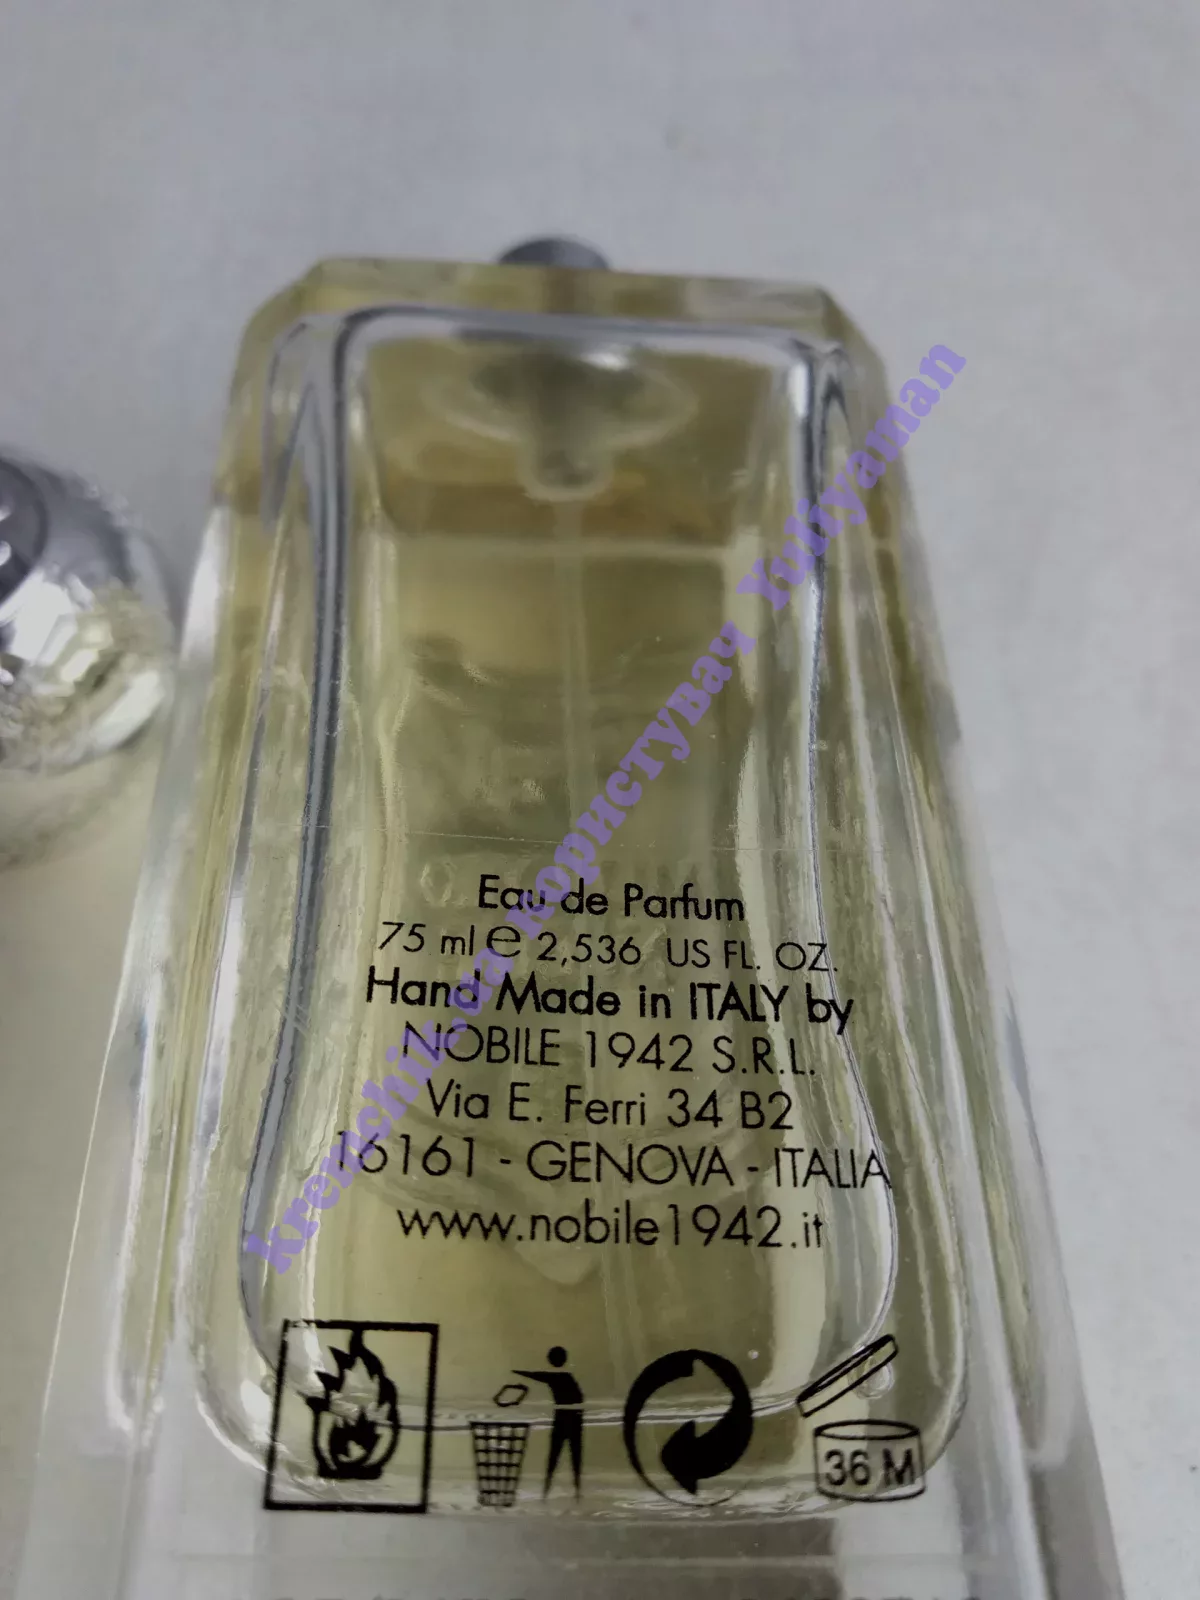 Eau de Parfum
75 ml e 2,536 US FL. OZ.
Hand Made in ITALY by
NOBILE 1942 S.R.L.
Via E. Ferri 34 B2
16161 - GENOVA - ITALIA
www.nobile1942.it
36 M
krenchik.ua користувач Yuliyaman